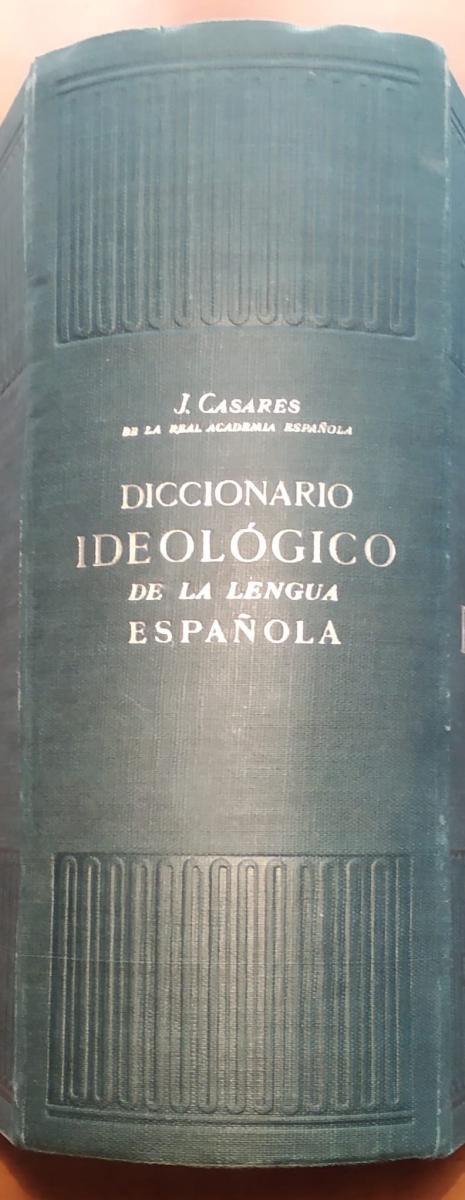 J. CASARES
DE LA REAL ACADEMIA ESPAÑOLA
DICCIONARIO
IDEOLÓGICO
DE LA LENGUA
ESPAÑOLA